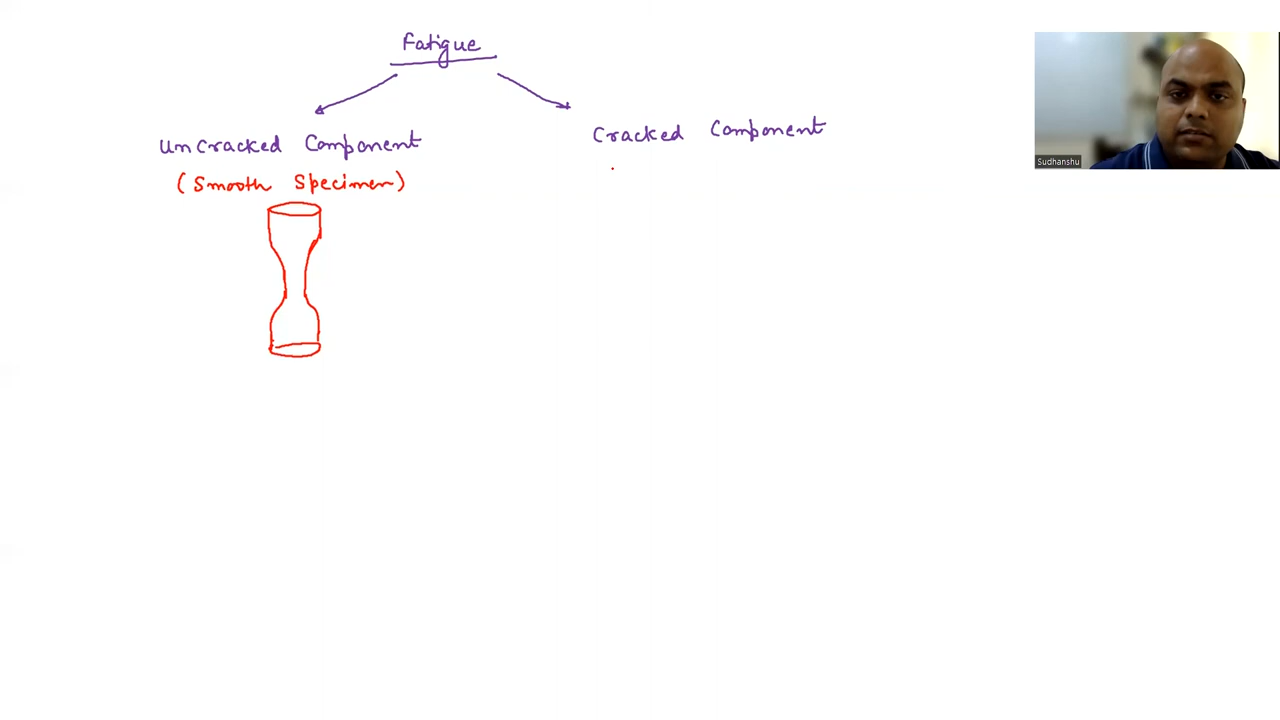 Fatigue
Uncracked Component
Cracked Component
(Smooth Specimen)
Sudhanshu